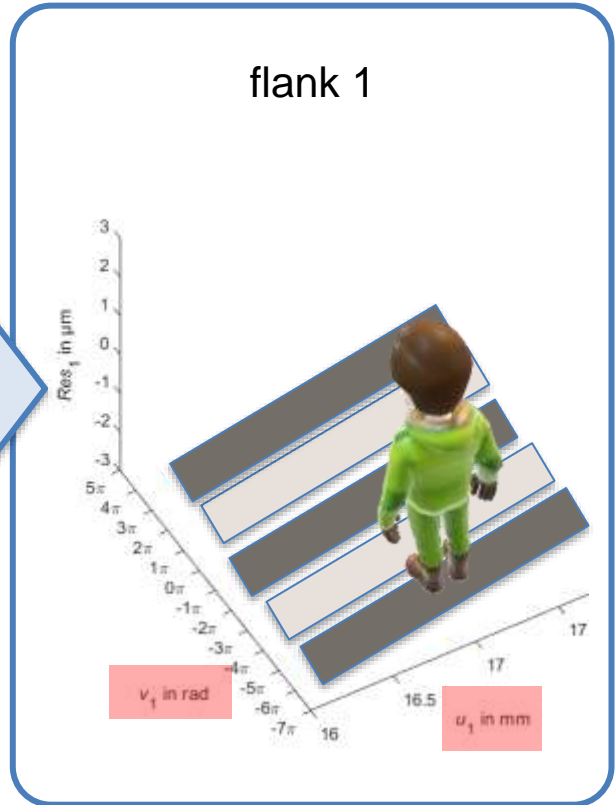 flank 1
Res1 in μm
3
2
1
0
-1
-2
-3
5π
4π
3π
2π
1π
0π
-1π
-2π
-3π
-4π
-5π
-6π
-7π
v1 in rad
16
16.5
17
17
u1 in mm